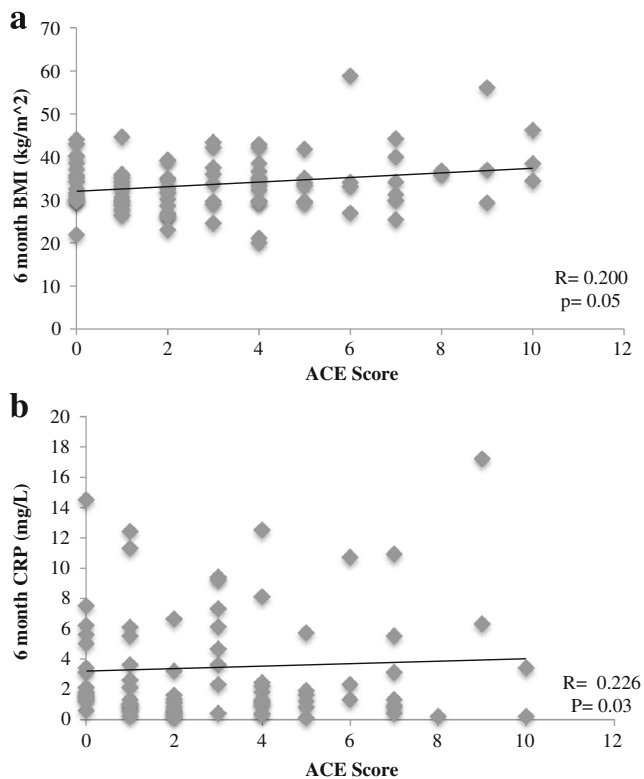 a
70
60
50
40
30
20
10
0
6 month BMI (kg/m^2)
R= 0.200
p= 0.05
0 2 4 6 8 10 12
ACE Score
b
20
18
16
14
12
10
8
6
4
2
0
6 month CRP (mg/L)
R= 0.226
P= 0.03
0 2 4 6 8 10 12
ACE Score